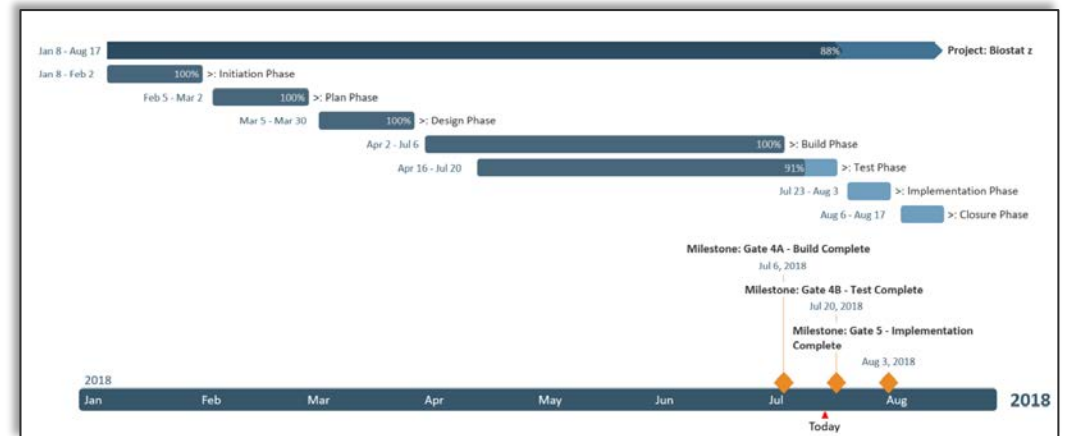 Jan 8 - Aug 17 88% Project: Biostat z
Jan 8 - Feb 2 100% >: Initiation Phase
Feb 5 - Mar 2 100% >: Plan Phase
Mar 5 - Mar 30 100% >: Design Phase
Apr 2 - Jul 6 100% >: Build Phase
Apr 16 - Jul 20 91% >: Test Phase
Jul 23 - Aug 3 >: Implementation Phase
Aug 6 - Aug 17 >: Closure Phase
Milestone: Gate 4A - Build Complete
Jul 6, 2018
Milestone: Gate 4B - Test Complete
Jul 20, 2018
Milestone: Gate 5 - Implementation
Complete
Aug 3, 2018
2018
Jan Feb Mar Apr May Jun Jul Aug 2018
Today